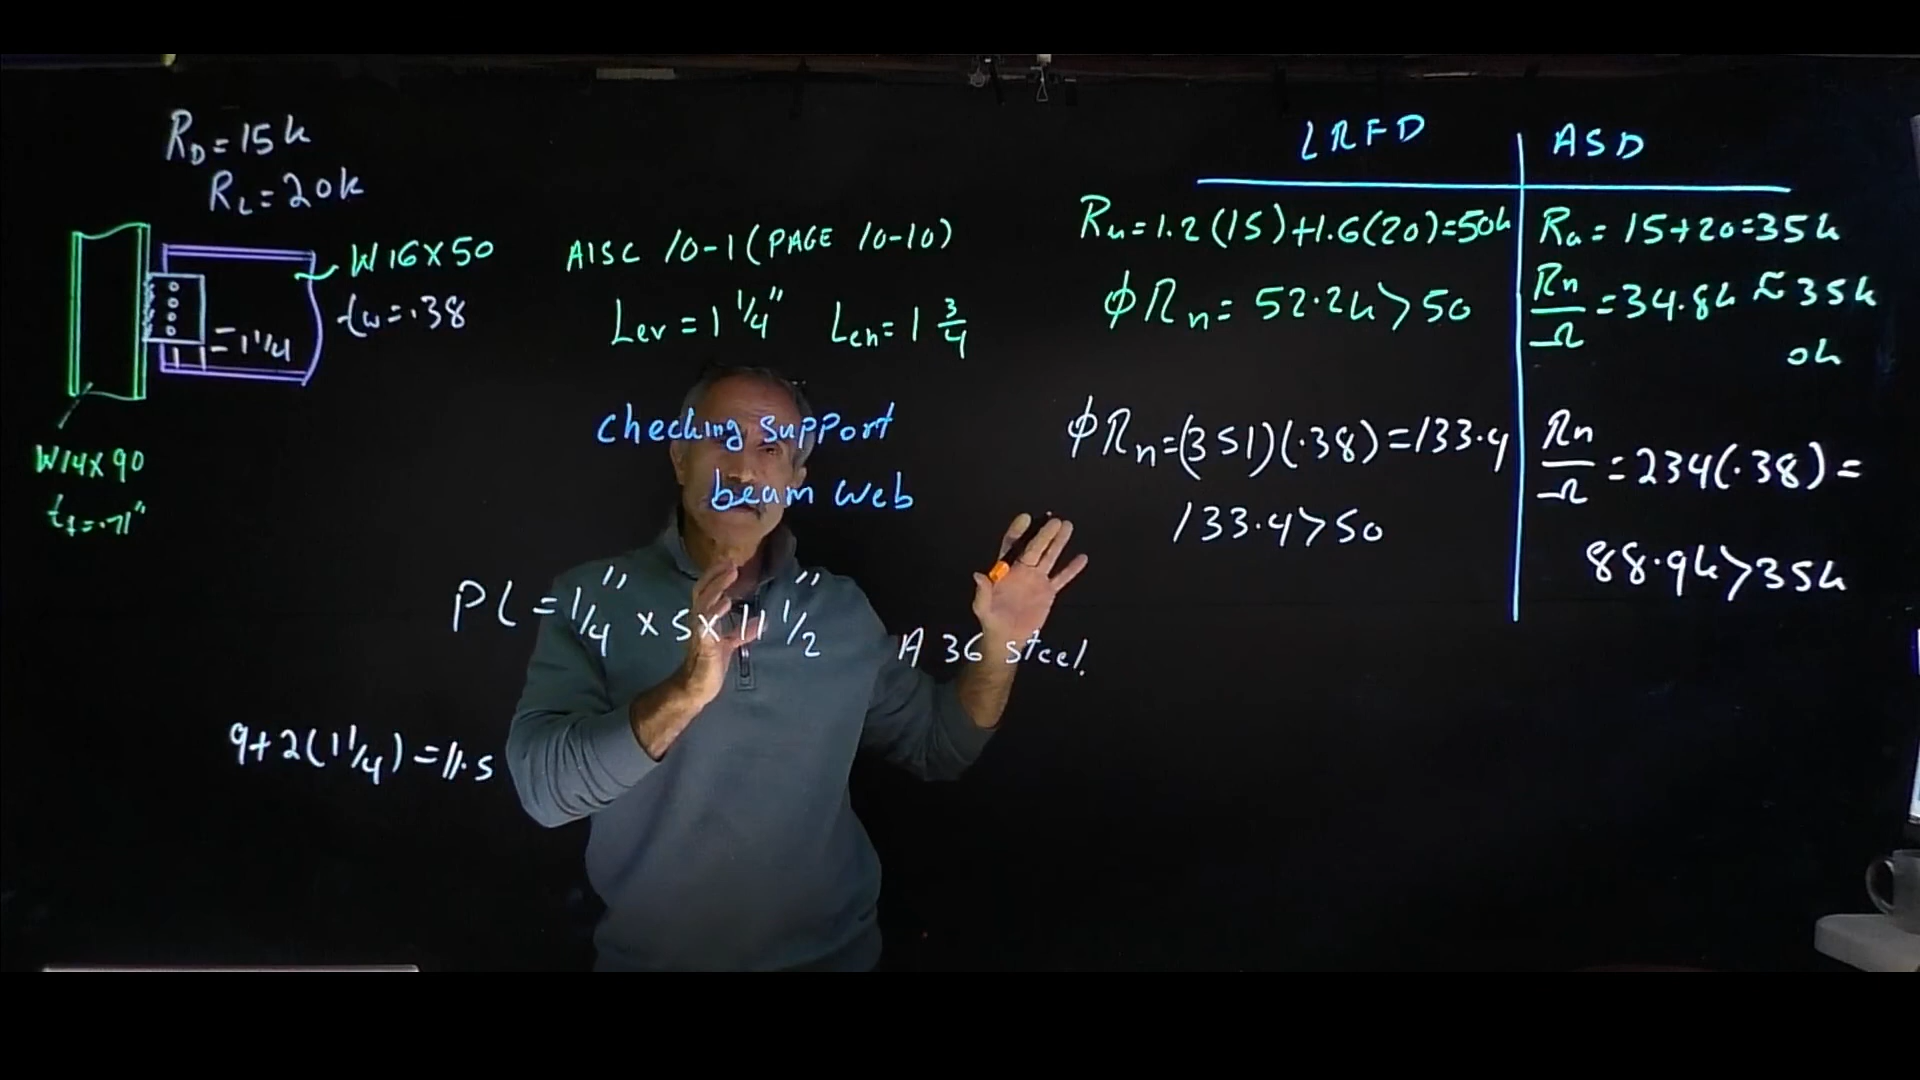 R_D = 15k
R_L = 20k
W16X50
tw = .38
= 1 1/4
W14X90
t_f = .71"
AISC 10-1 (PAGE 10-10)
Lev = 1 1/4" Leh = 1 3/4
Checking support
beam web
PL = 1/4" x 5 x 11 1/2"
A 36 steel.
9+2(1 1/4) = 11.5
LRFD
Ru = 1.2(15)+1.6(20)=50k
ΦRn = 52.2k > 50
ΦRn = (351)(.38) = 133.4
133.4 > 50
ASD
Ra = 15+20=35k
Rn/Ω = 34.8k ≈ 35k
ok
Rn/Ω = 234(.38) =
88.9k > 35k